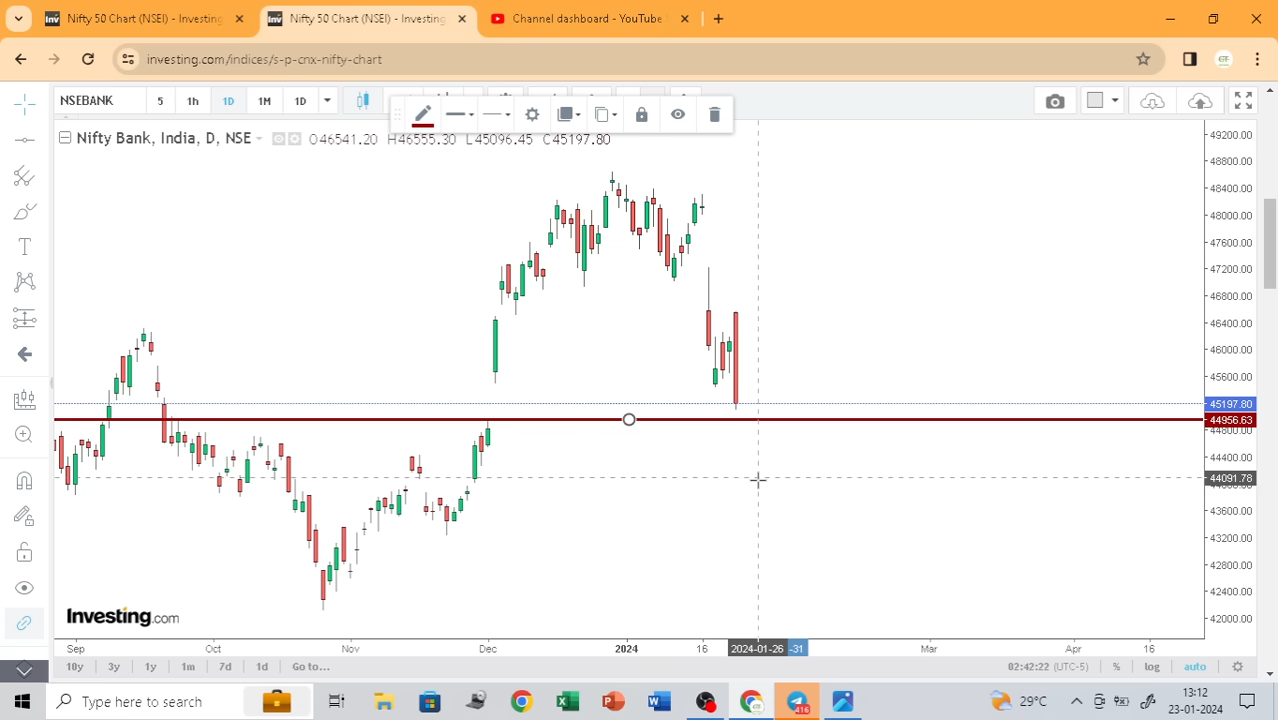 Nifty 50 Chart (NSEI) - Investing
Nifty 50 Chart (NSEI) - Investing
Channel dashboard - YouTube
investing.com/indices/s-p-cnx-nifty-chart
NSEBANK 5 1h 1D 1M 1D
Nifty Bank, India, D, NSE O46541.20 H46555.30 L45096.45 C45197.80
49200.00
48800.00
48400.00
48000.00
47600.00
47200.00
46800.00
46400.00
46000.00
45600.00
45197.80
44956.63
44800.00
44400.00
44091.78
43600.00
43200.00
42800.00
42400.00
42000.00
Investing.com
Sep Oct Nov Dec 2024 16 2024-01-26 -31 Mar Apr 16
10y 3y 1y 1m 7d 1d Go to... 02:42:22 (UTC-5) % log auto
Type here to search 416 29°C 13:12
23-01-2024